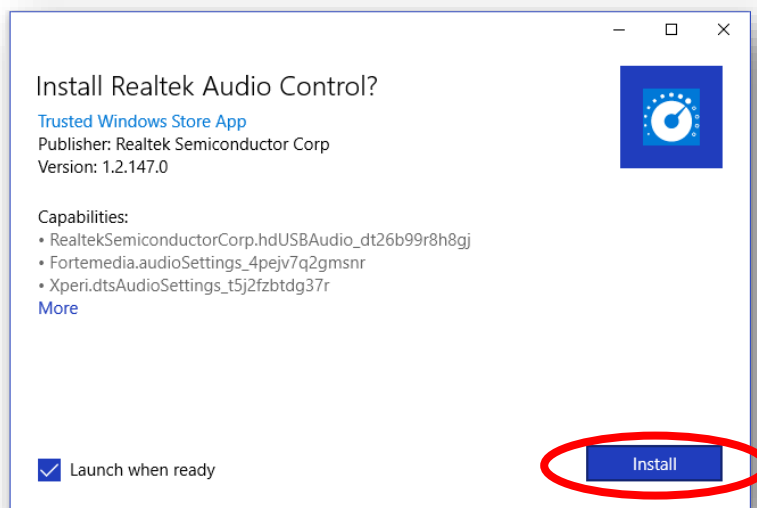 Install Realtek Audio Control?
Trusted Windows Store App
Publisher: Realtek Semiconductor Corp
Version: 1.2.147.0
Capabilities:
• RealtekSemiconductorCorp.hdUSBAudio_dt26b99r8h8gj
• Fortemedia.audioSettings_4pejv7q2gmsnr
• Xperi.dtsAudioSettings_t5j2fzbtdg37r
More
Launch when ready
Install